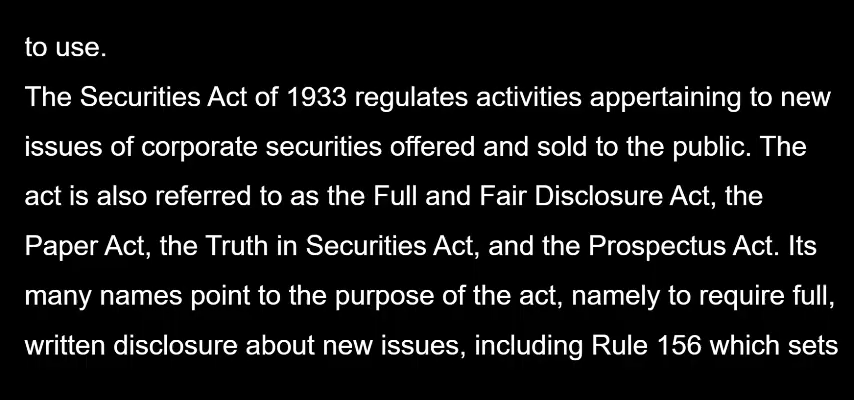 to use.
The Securities Act of 1933 regulates activities appertaining to new
issues of corporate securities offered and sold to the public. The
act is also referred to as the Full and Fair Disclosure Act, the
Paper Act, the Truth in Securities Act, and the Prospectus Act. Its
many names point to the purpose of the act, namely to require full,
written disclosure about new issues, including Rule 156 which sets